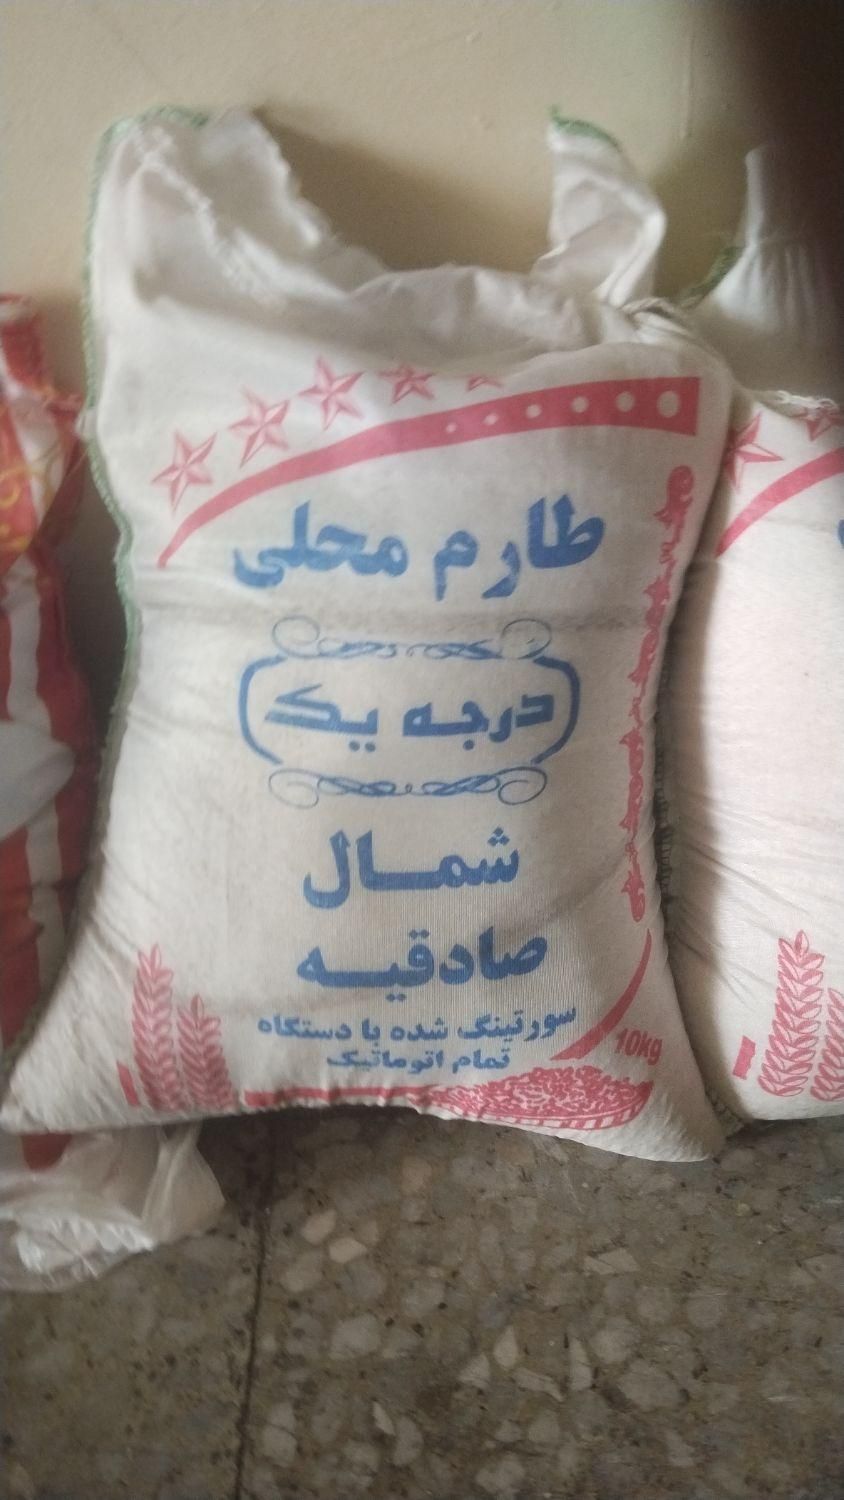 طارم محلی
درجه یک
شمال
صادقیه
سورتینگ شده با دستگاه
تمام اتوماتیک
10kg